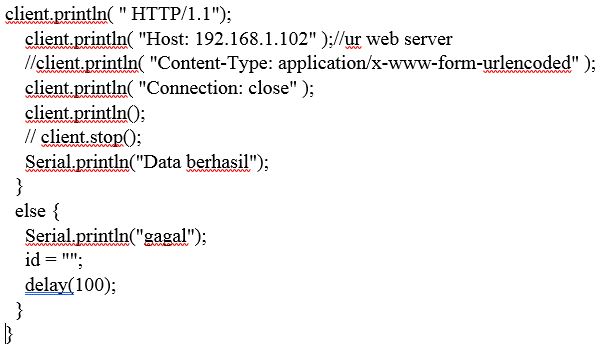 client.println( " HTTP/1.1");
client.println( "Host: 192.168.1.102" );//ur web server
//client.println( "Content-Type: application/x-www-form-urlencoded" );
client.println( "Connection: close" );
client.println();
// client.stop();
Serial.println("Data berhasil");
}
else {
Serial.println("gagal");
id = "";
delay(100);
}
}